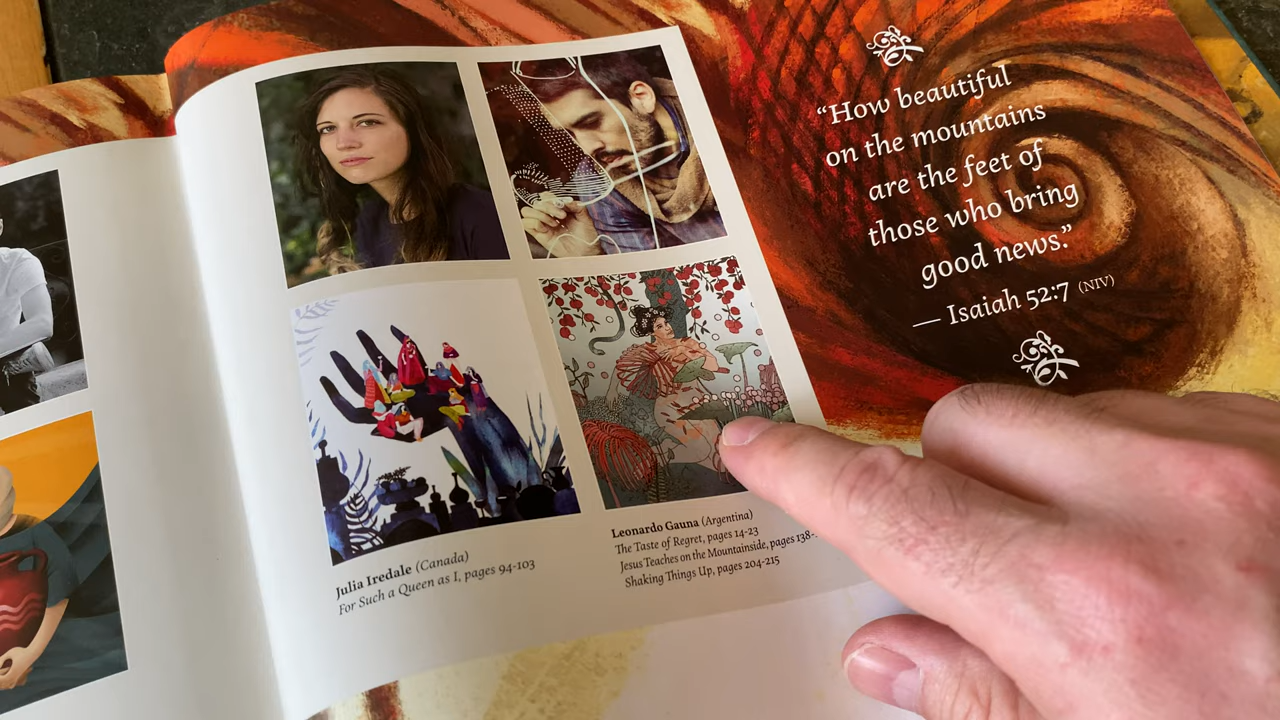 Julia Iredale (Canada)
For Such a Queen as I, pages 94-103
Leonardo Gauna (Argentina)
The Taste of Regret, pages 14-23
Jesus Teaches on the Mountainside, pages 138-
Shaking Things Up, pages 204-215
“How beautiful
on the mountains
are the feet of
those who bring
good news.”
— Isaiah 52:7 (NIV)